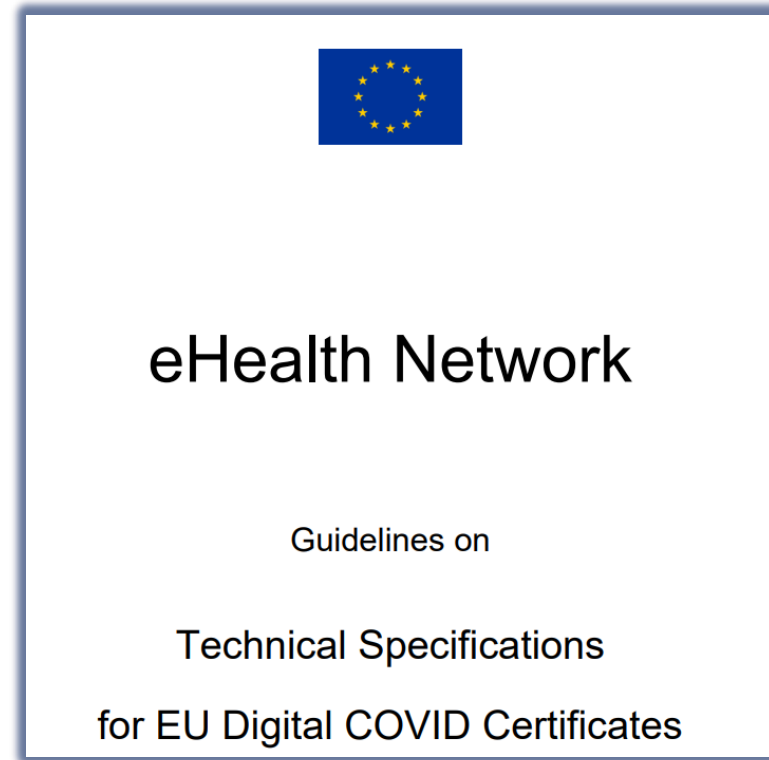 eHealth Network
Guidelines on
Technical Specifications
for EU Digital COVID Certificates